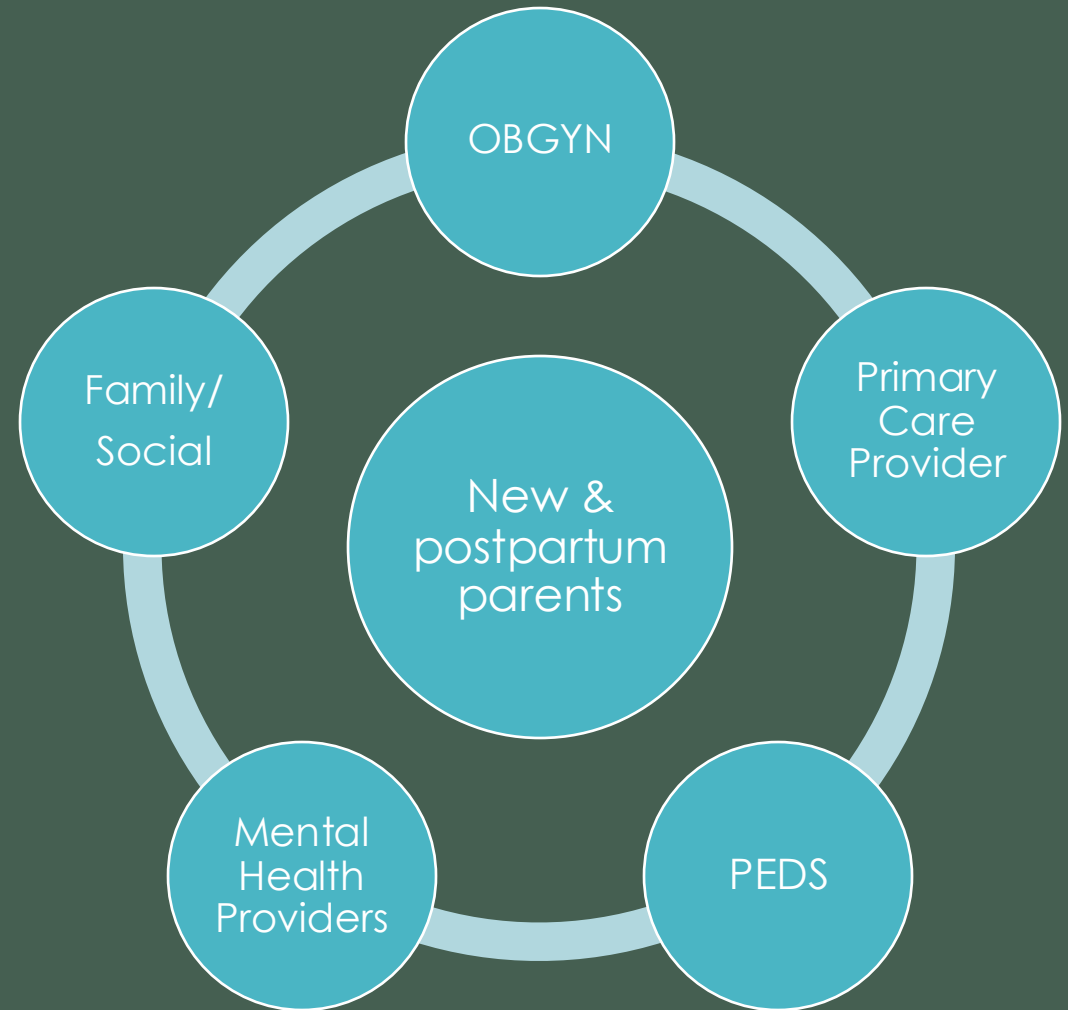 OBGYN
Primary
Care
Provider
PEDS
Mental
Health
Providers
Family/
Social
New &
postpartum
parents